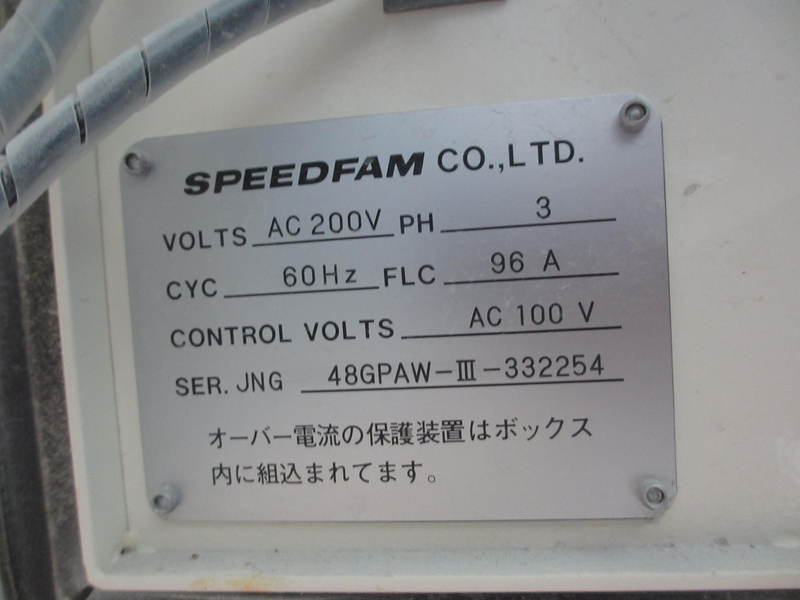 SPEEDFAM CO.,LTD.
VOLTS AC 200V PH 3
CYC 60Hz FLC 96 A
CONTROL VOLTS AC 100 V
SER. JNG 48GPAW-III-332254
オーバー電流の保護装置はボックス
内に組込まれてます。